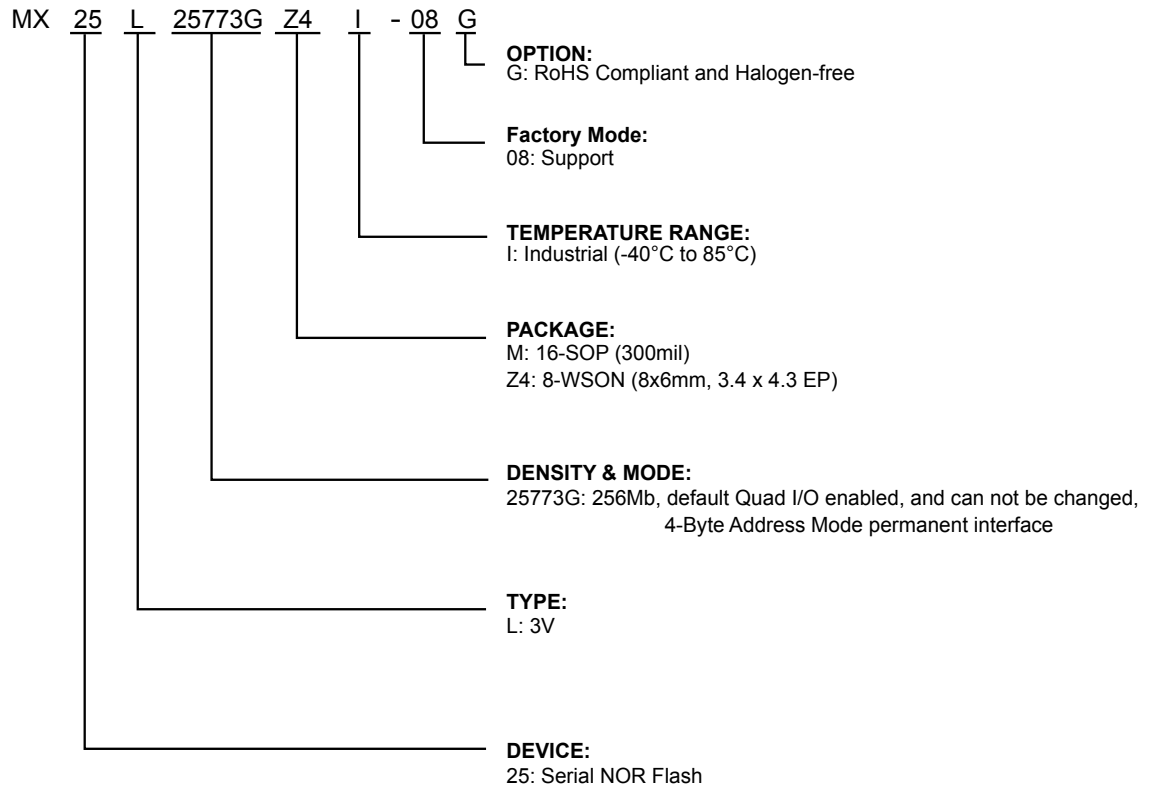 MX 25 L 25773G Z4 I - 08 G
OPTION:
G: RoHS Compliant and Halogen-free
Factory Mode:
08: Support
TEMPERATURE RANGE:
I: Industrial (-40°C to 85°C)
PACKAGE:
M: 16-SOP (300mil)
Z4: 8-WSON (8x6mm, 3.4 x 4.3 EP)
DENSITY & MODE:
25773G: 256Mb, default Quad I/O enabled, and can not be changed,
4-Byte Address Mode permanent interface
TYPE:
L: 3V
DEVICE:
25: Serial NOR Flash